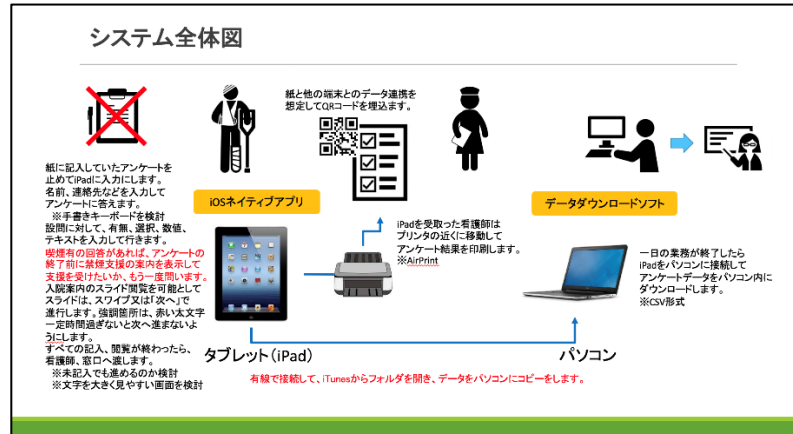 システム全体図
紙と他の端末とのデータ連携を
想定してQRコードを埋込ます。
紙に記入していたアンケートを
止めてiPadに入力にします。
名前、連絡先などを入力して
アンケートに答えます。
※手書きキーボードを検討
設問に対して、有無、選択、数値、
テキストを入力して行きます。
喫煙有の回答があれば、アンケートの
終了前に禁煙支援の案内を表示して
支援を受けたいか、もう一度問います。
入院案内のスライド閲覧を可能として
スライドは、スワイプ又は「次へ」で
進行します。強調箇所は、赤い太文字
一定時間過ぎないと次へ進まないよ
うにします。
すべての記入、閲覧が終わったら、
看護師、窓口へ渡します。
※未記入でも進めるのか検討
※文字を大きく見やすい画面を検討
iOSネイティブアプリ
iPadを受取った看護師は
プリンタの近くに移動して
アンケート結果を印刷します。
※AirPrint
データダウンロードソフト
一日の業務が終了したら
iPadをパソコンに接続して
アンケートデータをパソコン内に
ダウンロードします。
※CSV形式
タブレット（iPad）
パソコン
有線で接続して、iTunesからフォルダを開き、データをパソコンにコピーをします。